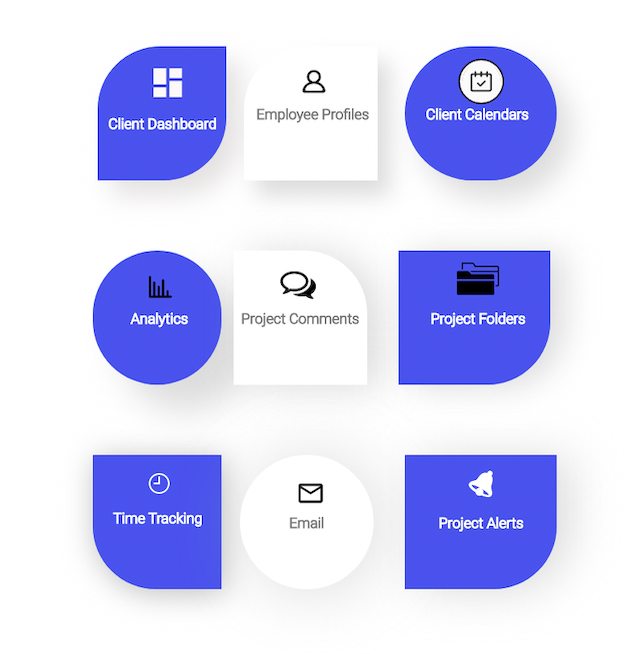 Client Dashboard
Employee Profiles
Client Calendars
Analytics
Project Comments
Project Folders
Time Tracking
Email
Project Alerts